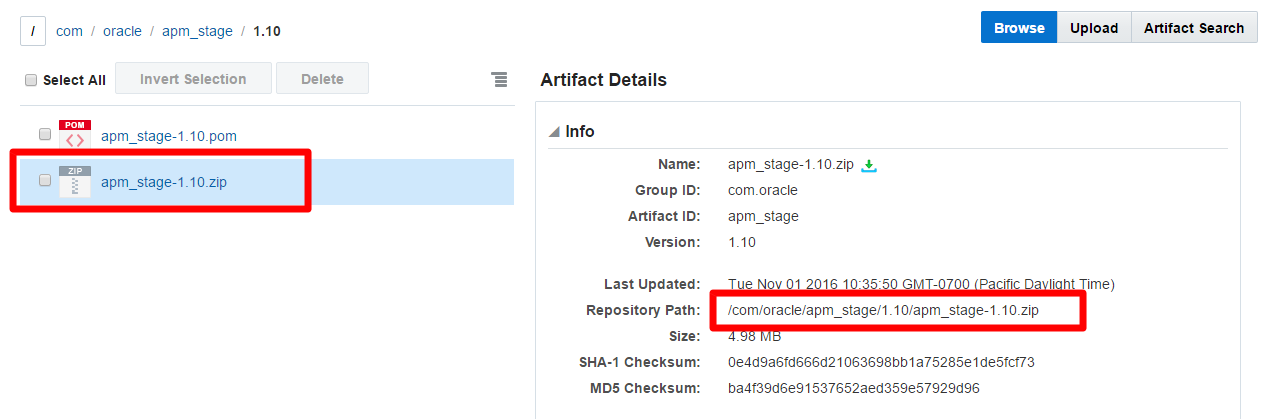 / com / oracle / apm_stage / 1.10
Browse Upload Artifact Search
Select All Invert Selection Delete
POM apm_stage-1.10.pom
ZIP apm_stage-1.10.zip
Artifact Details
Info
Name: apm_stage-1.10.zip
Group ID: com.oracle
Artifact ID: apm_stage
Version: 1.10
Last Updated: Tue Nov 01 2016 10:35:50 GMT-0700 (Pacific Daylight Time)
Repository Path: /com/oracle/apm_stage/1.10/apm_stage-1.10.zip
Size: 4.98 MB
SHA-1 Checksum: 0e4d9a6fd666d21063698bb1a75285e1de5fcf73
MD5 Checksum: ba4f39d6e91537652aed359e57929d96